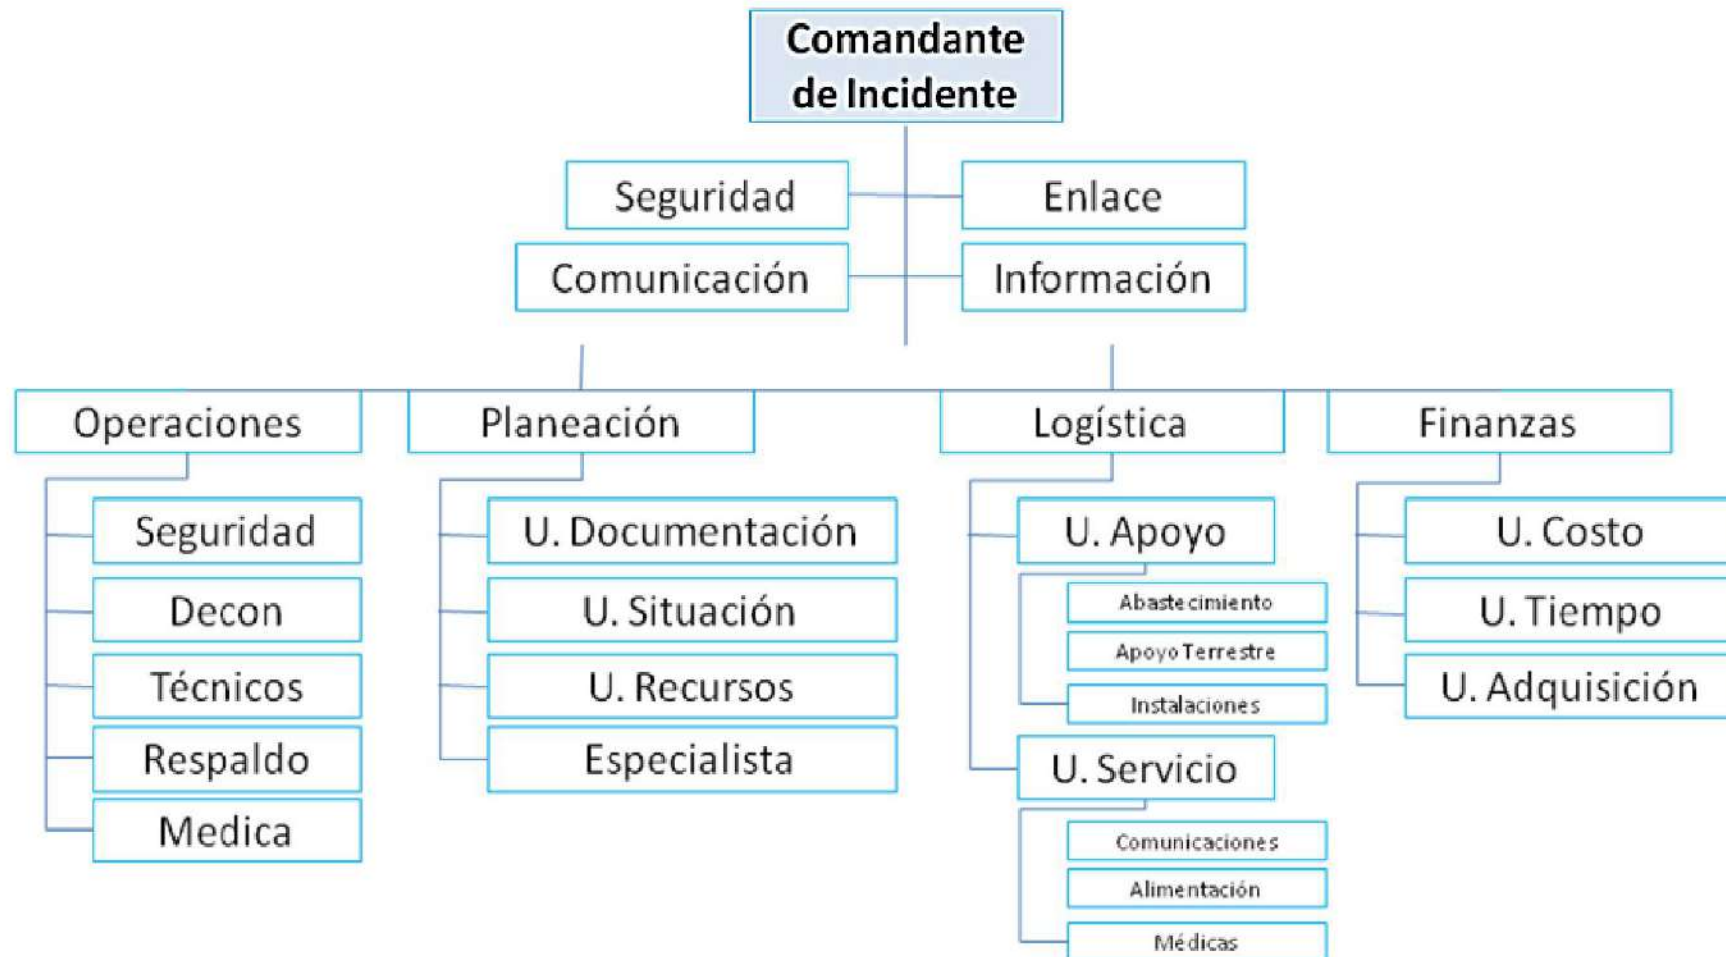 Comandante
de Incidente
Seguridad
Enlace
Comunicación
Información
Operaciones
Planeación
Logística
Finanzas
Seguridad
Decon
Técnicos
Respaldo
Medica
U. Documentación
U. Situación
U. Recursos
Especialista
U. Apoyo
Abastecimiento
Apoyo Terrestre
Instalaciones
U. Servicio
Comunicaciones
Alimentación
Médicas
U. Costo
U. Tiempo
U. Adquisición